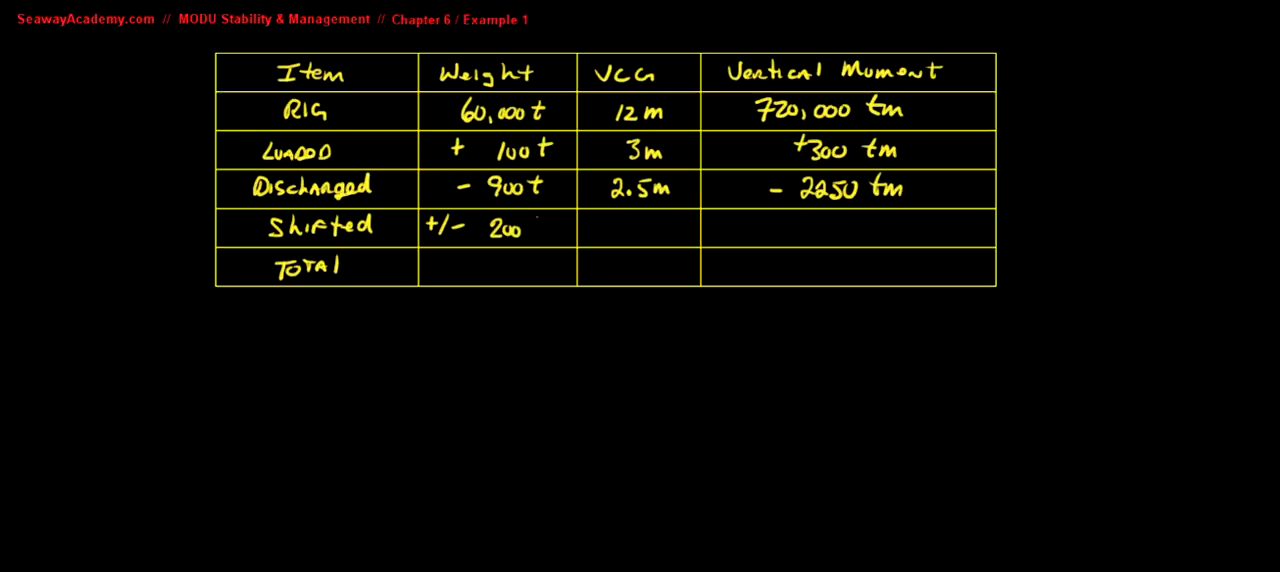 SeawayAcademy.com // MODU Stability & Management // Chapter 6 / Example 1
Item Weight VCG Vertical Moment
RIG 60,000 t 12 m 720,000 tm
LOADED + 100 t 3 m +300 tm
Discharged - 900 t 2.5 m - 2250 tm
Shifted +/- 200
TOTAL